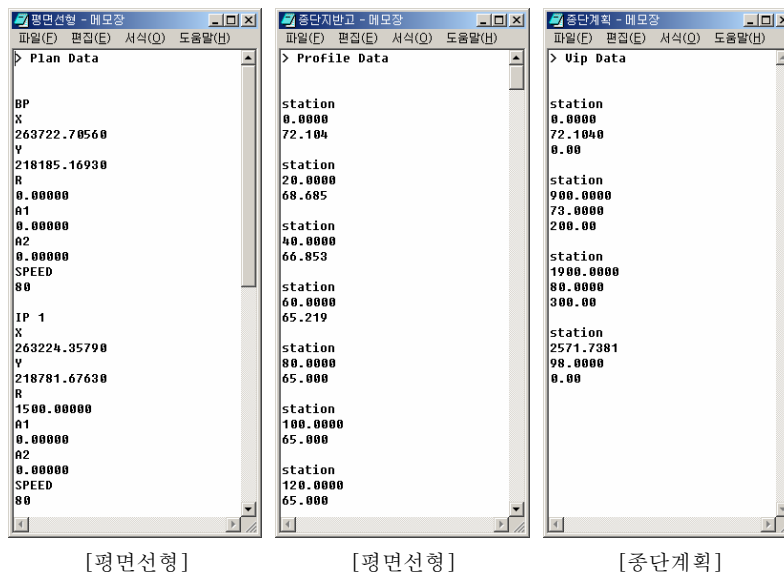 평면선형 - 메모장
파일(F) 편집(E) 서식(O) 도움말(H)
> Plan Data
BP
X
263722.70560
Y
218185.16930
R
0.00000
A1
0.00000
A2
0.00000
SPEED
80
IP 1
X
263224.35790
Y
218781.67630
R
1500.00000
A1
0.00000
A2
0.00000
SPEED
80
[평면선형]
종단지반고 - 메모장
파일(F) 편집(E) 서식(O) 도움말(H)
> Profile Data
station
0.0000
72.104
station
20.0000
68.685
station
40.0000
66.853
station
60.0000
65.219
station
80.0000
65.000
station
100.0000
65.000
station
120.0000
65.000
[평면선형]
종단계획 - 메모장
파일(F) 편집(E) 서식(O) 도움말(H)
> Vip Data
station
0.0000
72.1040
0.00
station
900.0000
73.0000
200.00
station
1900.0000
80.0000
300.00
station
2571.7381
98.0000
0.00
[종단계획]